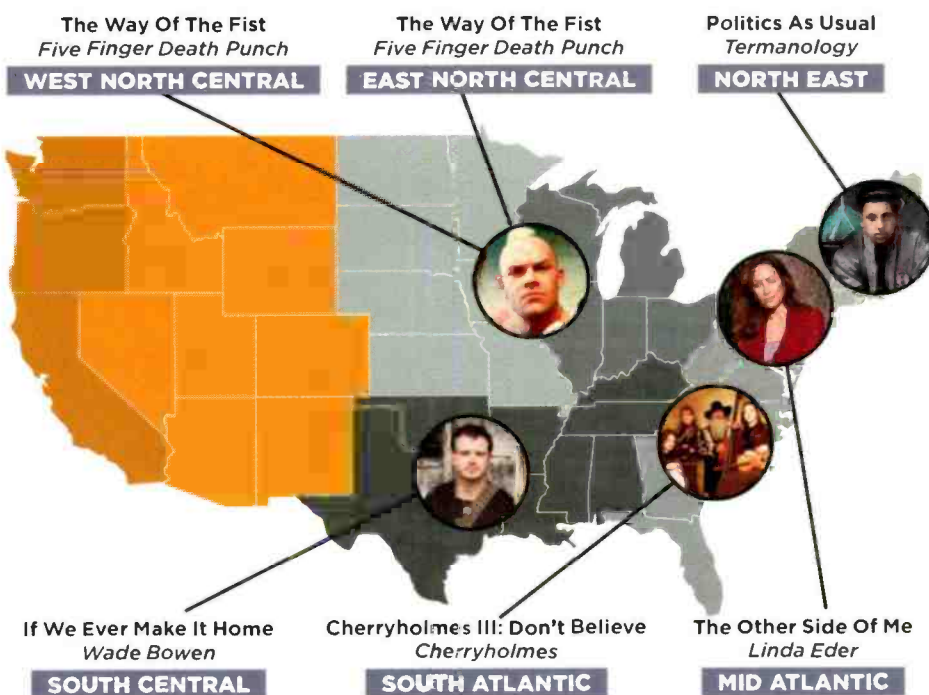 The Way Of The Fist
Five Finger Death Punch
WEST NORTH CENTRAL
The Way Of The Fist
Five Finger Death Punch
EAST NORTH CENTRAL
Politics As Usual
Termanology
NORTH EAST
If We Ever Make It Home
Wade Bowen
SOUTH CENTRAL
Cherryholmes III: Don't Believe
Cherryholmes
SOUTH ATLANTIC
The Other Side Of Me
Linda Eder
MID ATLANTIC